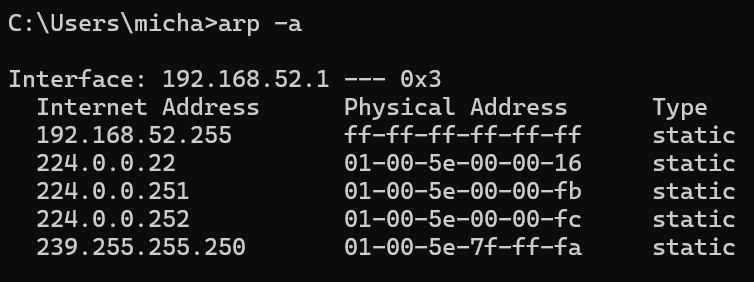 C:\Users\micha>arp -a
Interface: 192.168.52.1 --- 0x3
Internet Address Physical Address Type
192.168.52.255 ff-ff-ff-ff-ff-ff static
224.0.0.22 01-00-5e-00-00-16 static
224.0.0.251 01-00-5e-00-00-fb static
224.0.0.252 01-00-5e-00-00-fc static
239.255.255.250 01-00-5e-7f-ff-fa static